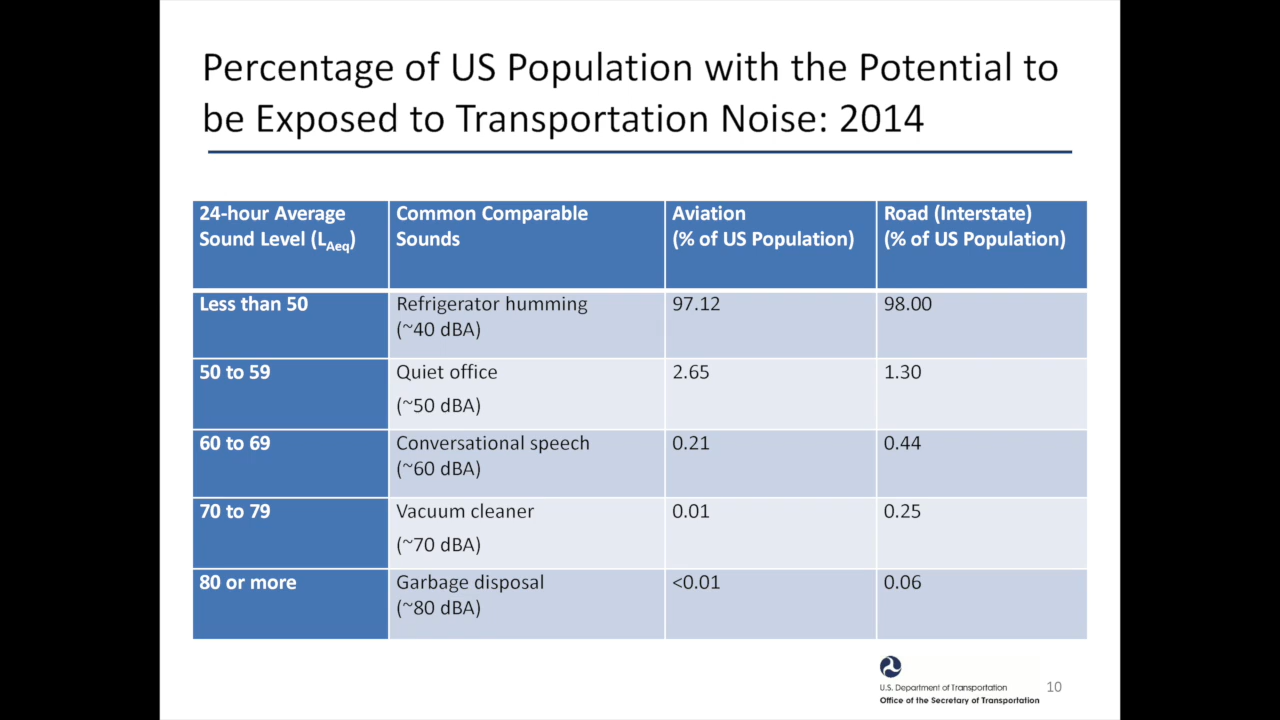 Percentage of US Population with the Potential to
be Exposed to Transportation Noise: 2014
24-hour Average
Sound Level (LAeq)
Common Comparable
Sounds
Aviation
(% of US Population)
Road (Interstate)
(% of US Population)
Less than 50
Refrigerator humming
(~40 dBA)
97.12
98.00
50 to 59
Quiet office
(~50 dBA)
2.65
1.30
60 to 69
Conversational speech
(~60 dBA)
0.21
0.44
70 to 79
Vacuum cleaner
(~70 dBA)
0.01
0.25
80 or more
Garbage disposal
(~80 dBA)
<0.01
0.06
U.S. Department of Transportation
Office of the Secretary of Transportation
10